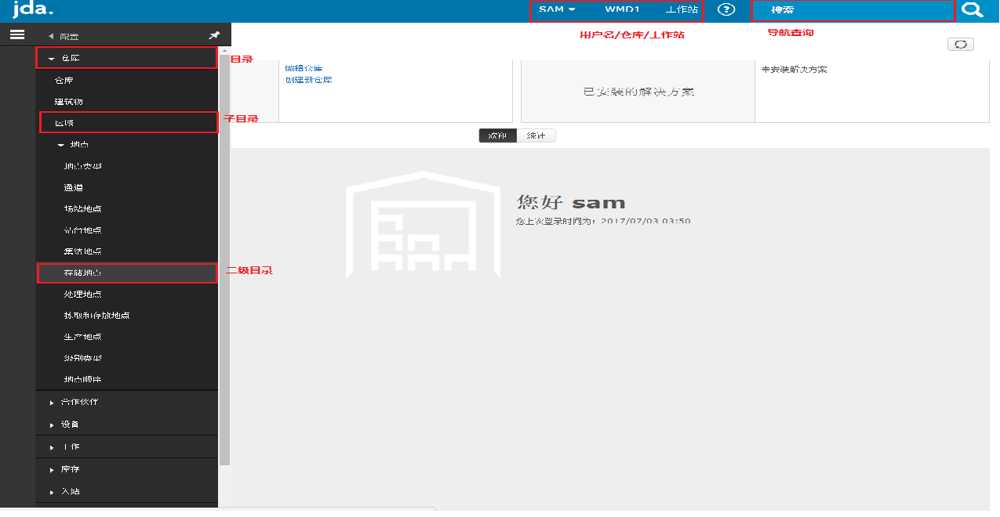 jda.
SAM
WMD1
工作站
?
搜索
用户名/仓库/工作站
导航查询
配置
仓库
目录
仓库
建筑物
区域
子目录
地点
地点类型
通道
场站地点
站台地点
集结地点
存储地点
二级目录
处理地点
拣取和存放地点
生产地点
级别类型
地点顺序
合作伙伴
设备
工作
库存
入站
编辑仓库
创建新仓库
已安装的解决方案
未安装解决方案
欢迎
统计
您好 sam
您上次登录时间为：2017/07/03 03:50